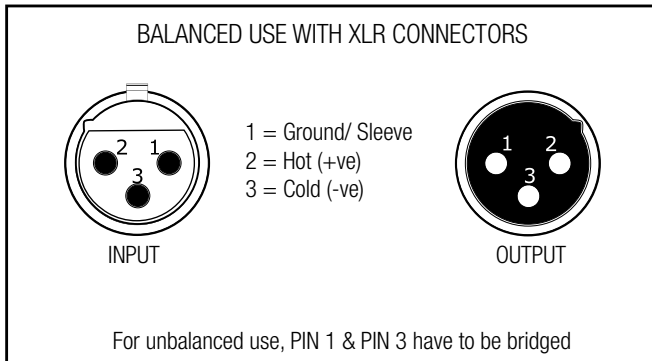 BALANCED USE WITH XLR CONNECTORS
2 1
3
INPUT
1 = Ground/ Sleeve
2 = Hot (+ve)
3 = Cold (-ve)
1 2
3
OUTPUT
For unbalanced use, PIN 1 & PIN 3 have to be bridged